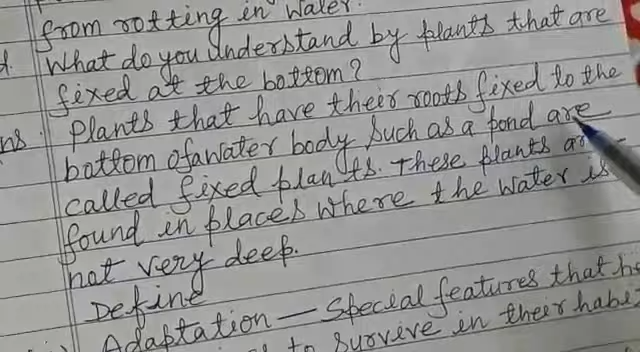 from rotting in water.
d. What do you understand by plants that are
fixed at the bottom?
ns. Plants that have their roots fixed to the
bottom of a water body such as a pond are
called fixed plants. These plants
found in places where the water is
not very deep.
Define
Adaptation — Special features that
to survive in their